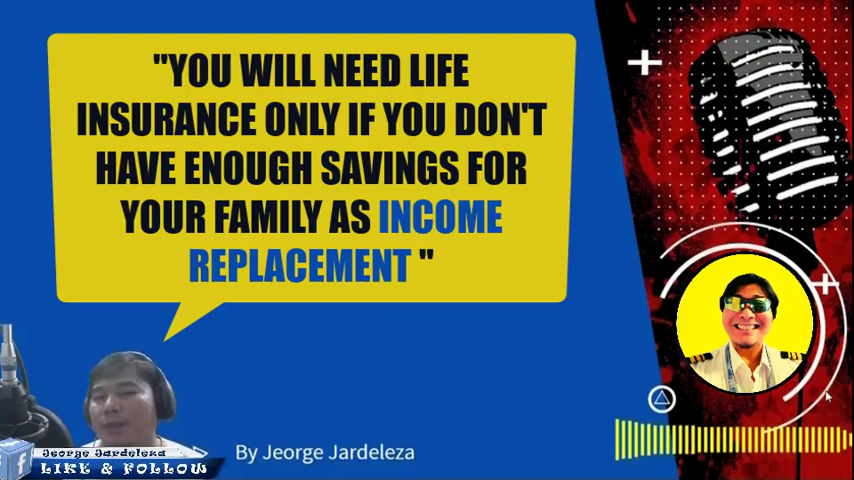 "YOU WILL NEED LIFE
INSURANCE ONLY IF YOU DON'T
HAVE ENOUGH SAVINGS FOR
YOUR FAMILY AS INCOME
REPLACEMENT "
By Jeorge Jardeleza
Jeorge Jardeleza
LIKE & FOLLOW